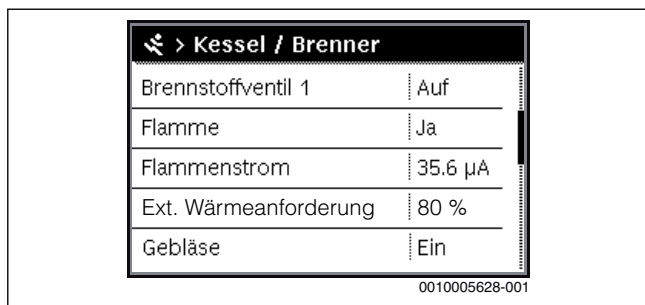 > Kessel / Brenner
Brennstoffventil 1 Auf
Flamme Ja
Flammenstrom 35.6 µA
Ext. Wärmeanforderung 80 %
Gebläse Ein
0010005628-001